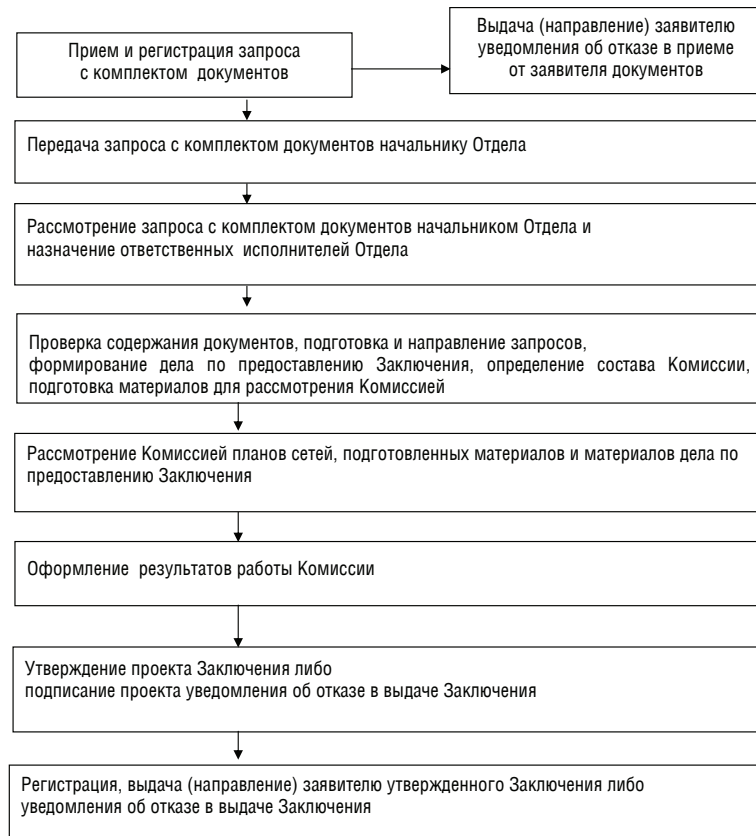 Прием и регистрация запроса
с комплектом документов
Выдача (направление) заявителю
уведомления об отказе в приеме
от заявителя документов
Передача запроса с комплектом документов начальнику Отдела
Рассмотрение запроса с комплектом документов начальником Отдела и
назначение ответственных исполнителей Отдела
Проверка содержания документов, подготовка и направление запросов,
формирование дела по предоставлению Заключения, определение состава Комиссии,
подготовка материалов для рассмотрения Комиссией
Рассмотрение Комиссией планов сетей, подготовленных материалов и материалов дела по
предоставлению Заключения
Оформление результатов работы Комиссии
Утверждение проекта Заключения либо
подписание проекта уведомления об отказе в выдаче Заключения
Регистрация, выдача (направление) заявителю утвержденного Заключения либо
уведомления об отказе в выдаче Заключения